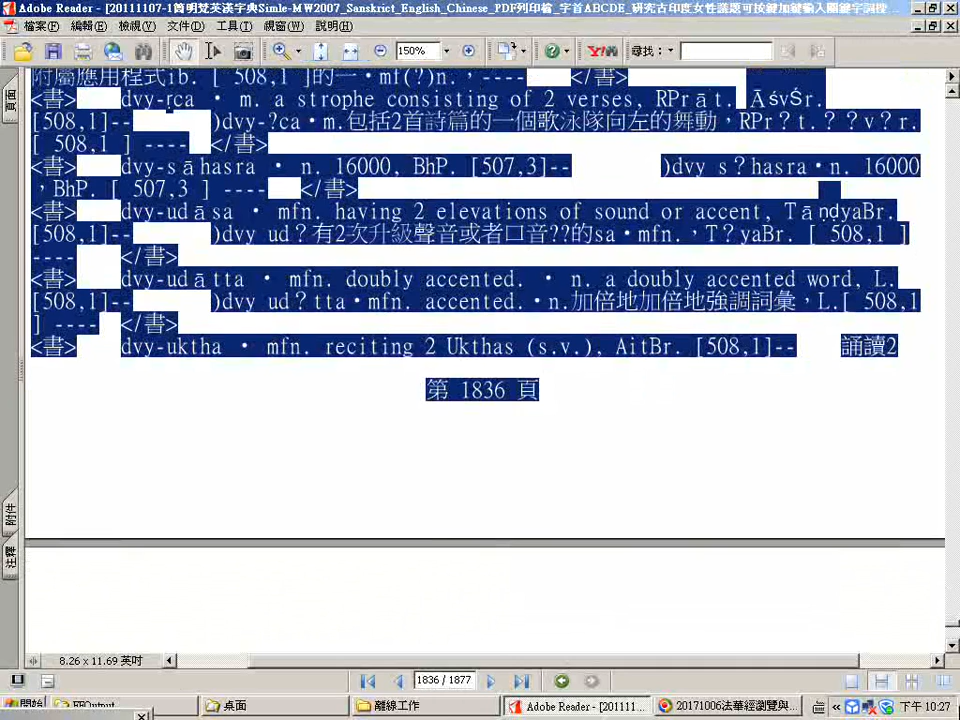 Adobe Reader - [20111107-1簡明梵英漢字典Simle-MW2007_Sanskrict_English_Chinese_PDF列印檔_字首ABCDE_研究古印度女性議題可按鍵加鍵輸入關鍵字詞搜
檔案(F) 編輯(E) 檢視(V) 文件(D) 工具(T) 視窗(W) 說明(H)
150% 尋找:
頁面
附屬應用程式ib. [ 508,1 ]的一・mf(?)n.,---- </書>
<書> dvy-ṛca ・ m. a strophe consisting of 2 verses, RPrāt. ĀśvŚr.
[508,1]-- )dvy-?ca・m.包括2首詩篇的一個歌泳隊向左的舞動,RPr?t.??v?r.
[ 508,1 ] ---- </書>
<書> dvy-sāhasra ・ n. 16000, BhP. [507,3]-- )dvy s?hasra・n. 16000
,BhP. [ 507,3 ] ---- </書>
<書> dvy-udāsa ・ mfn. having 2 elevations of sound or accent, TāṇḍyaBr.
[508,1]-- )dvy ud?有2次升級聲音或者口音??的sa・mfn.,T?yaBr. [ 508,1 ]
---- </書>
<書> dvy-udātta ・ mfn. doubly accented. ・ n. a doubly accented word, L.
[508,1]-- )dvy ud?tta・mfn. accented.・n.加倍地加倍地強調詞彙,L.[ 508,1
] ---- </書>
<書> dvy-uktha ・ mfn. reciting 2 Ukthas (s.v.), AitBr. [508,1]-- 誦讀2
第 1836 頁
附件
注釋
8.26 x 11.69 英吋
1836 / 1877
開始 FFOutput 桌面 離線工作 Adobe Reader - [201111... 20171006法華經瀏覽與... 下午 10:27